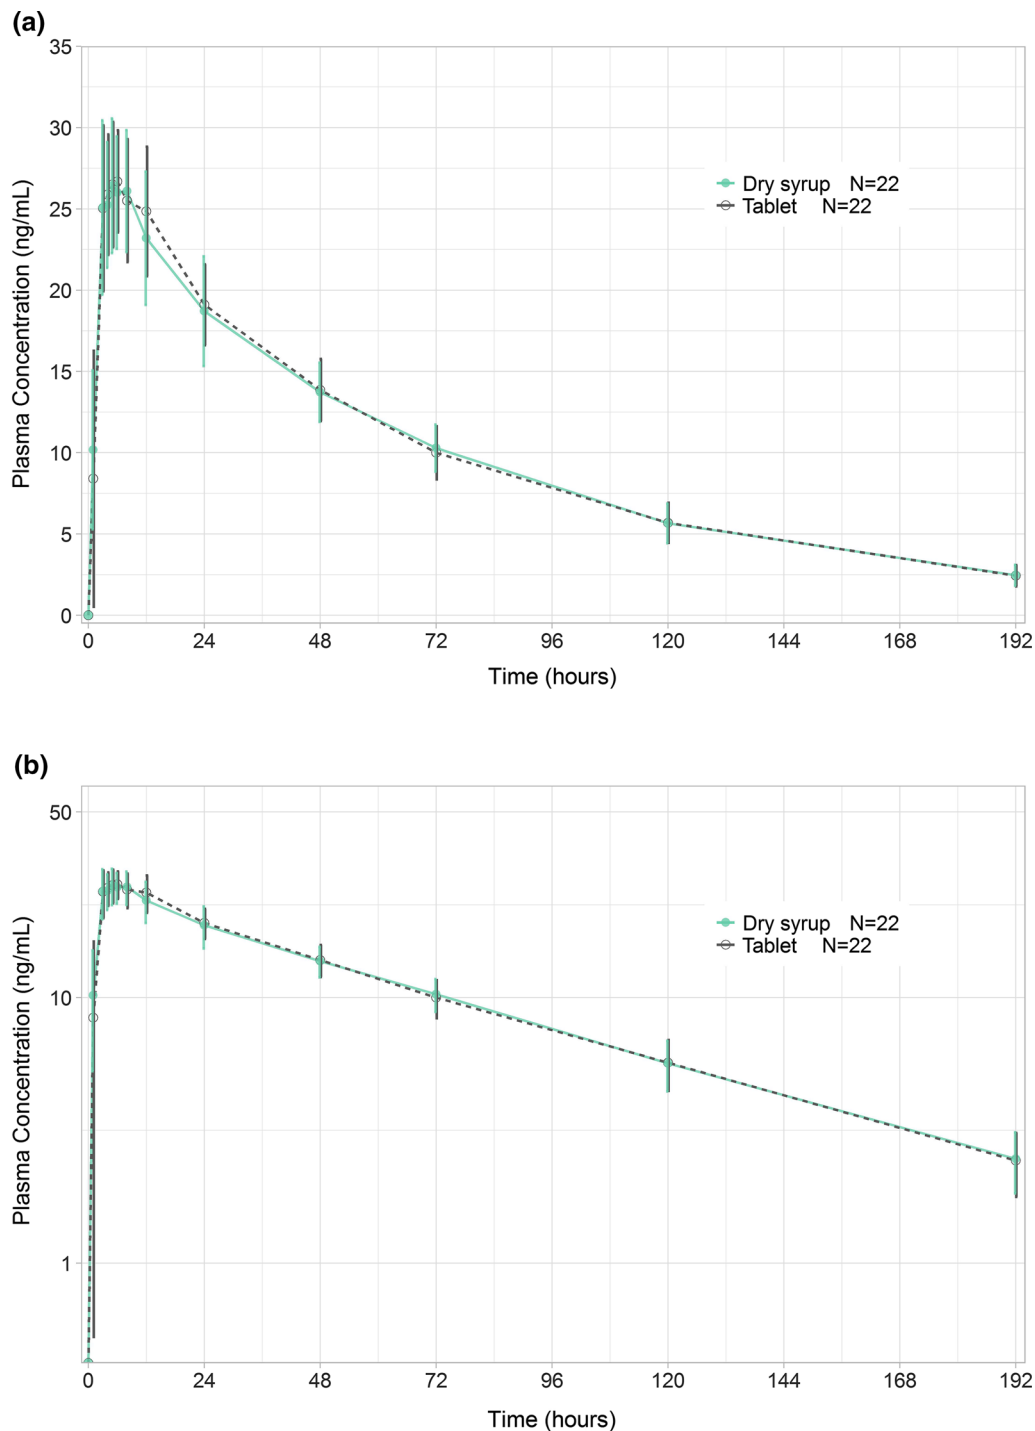 (a)
35
30
25
20
15
10
5
0
Plasma Concentration (ng/mL)
Dry syrup N=22
Tablet N=22
0 24 48 72 96 120 144 168 192
Time (hours)
(b)
50
10
1
Plasma Concentration (ng/mL)
Dry syrup N=22
Tablet N=22
0 24 48 72 96 120 144 168 192
Time (hours)